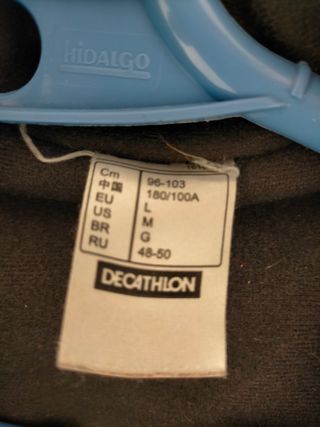 HiDALGO
Cm 96-103
中国 180/100A
EU L
US M
BR G
RU 48-50
DECATHLON